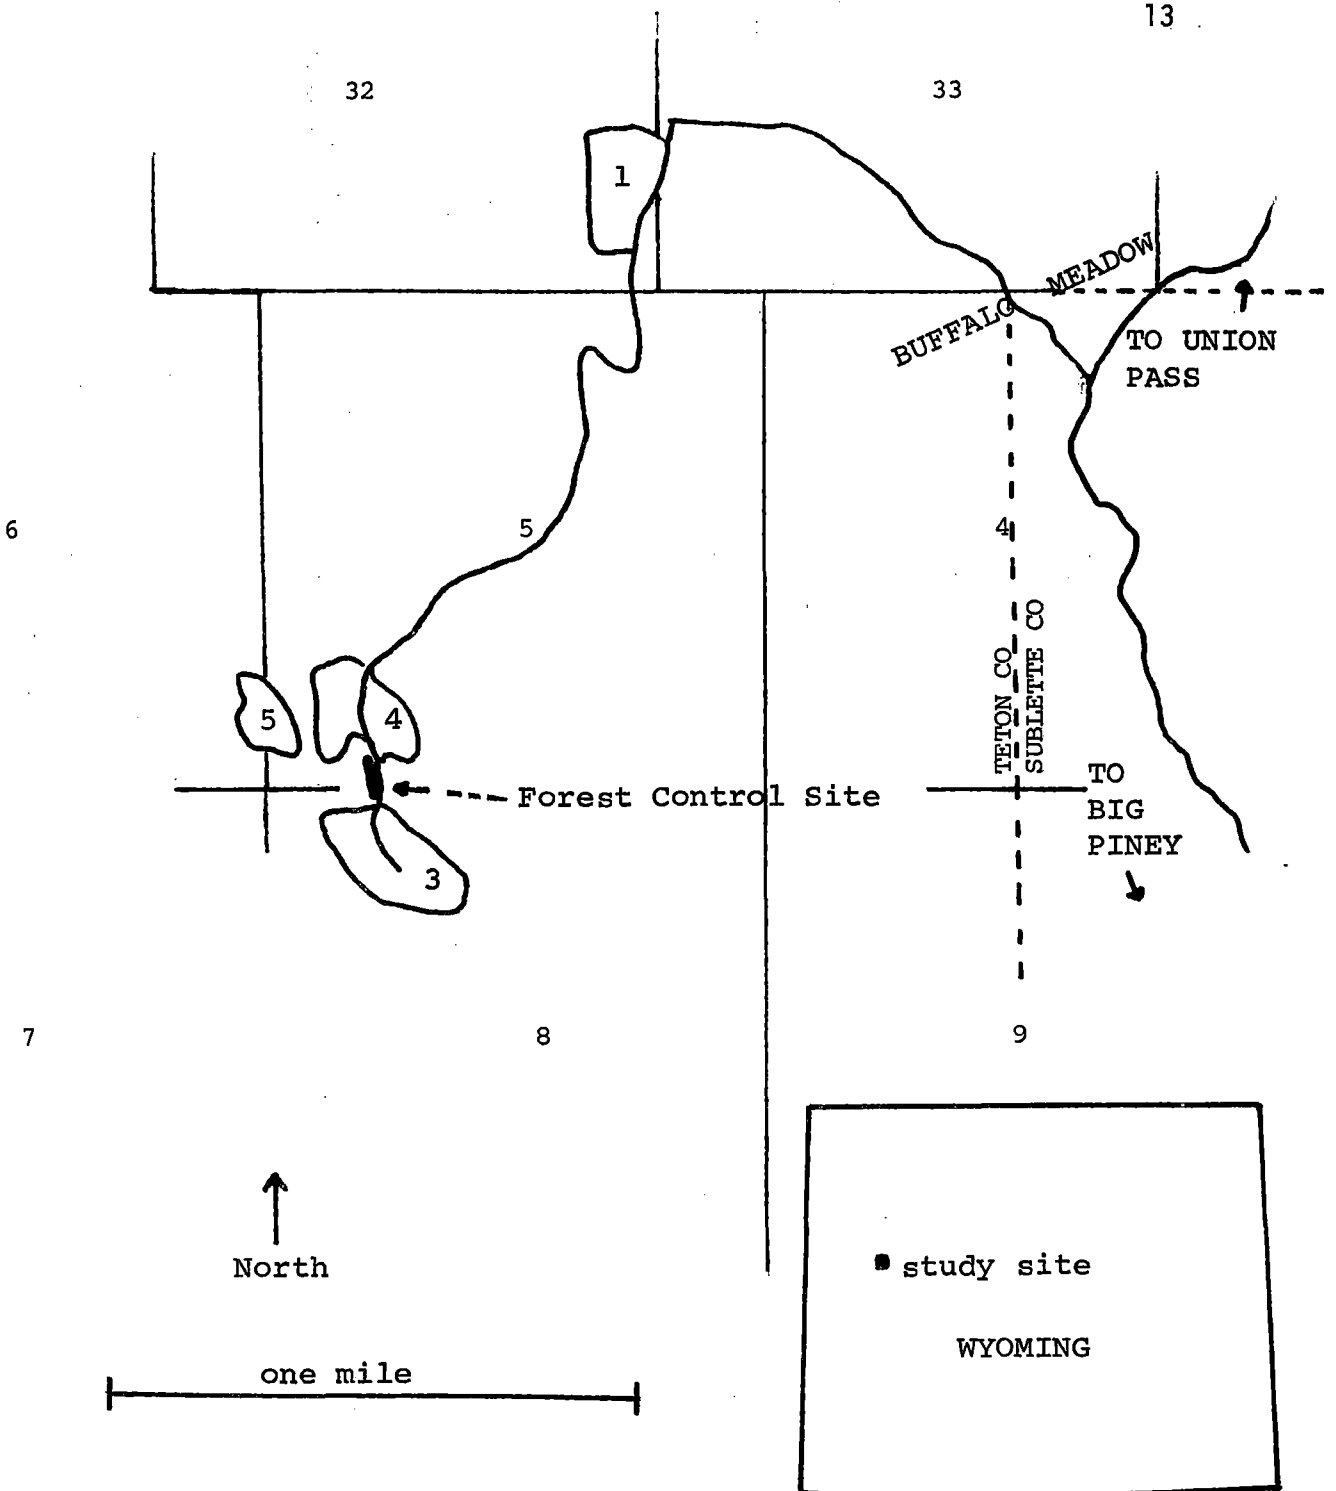 13
32
33
1
BUFFALO MEADOW
TO UNION
PASS
6
5
4
TETON CO
SUBLETTE CO
5
4
TO
BIG
PINEY
Forest Control Site
3
7
8
9
North
study site
WYOMING
one mile